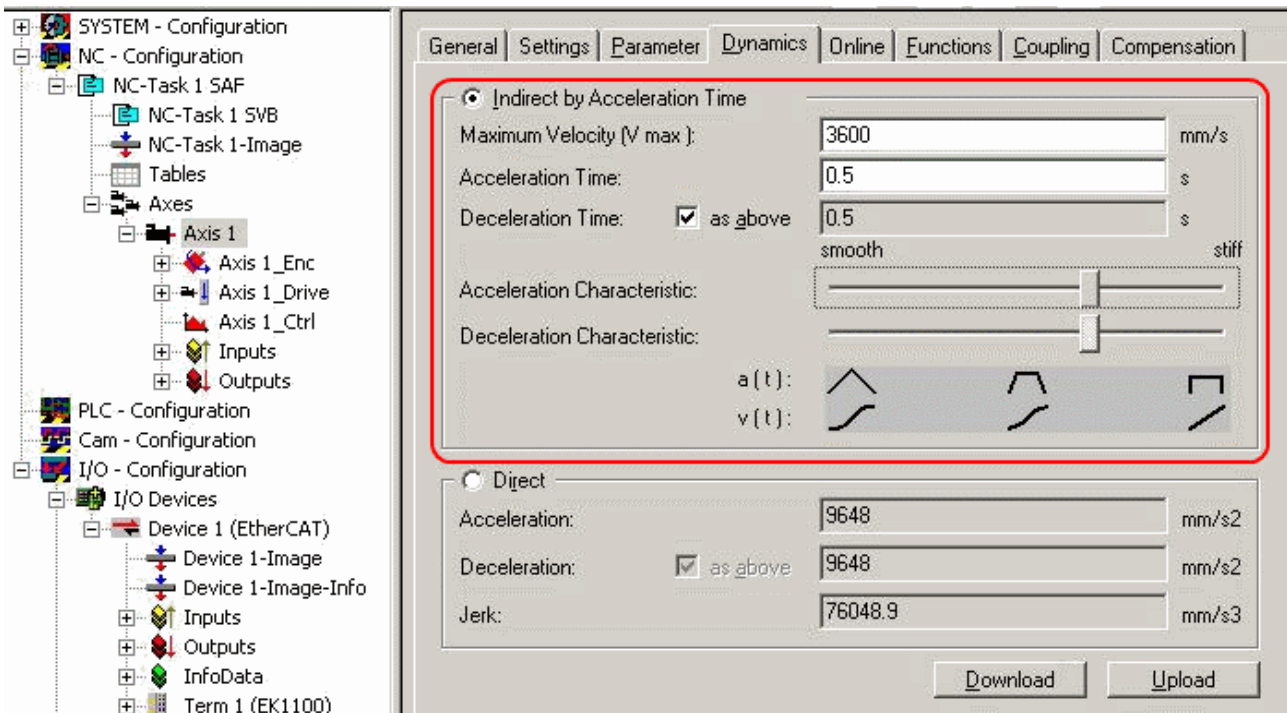 SYSTEM - Configuration
NC - Configuration
NC-Task 1 SAF
NC-Task 1 SVB
NC-Task 1-Image
Tables
Axes
Axis 1
Axis 1_Enc
Axis 1_Drive
Axis 1_Ctrl
Inputs
Outputs
PLC - Configuration
Cam - Configuration
I/O - Configuration
I/O Devices
Device 1 (EtherCAT)
Device 1-Image
Device 1-Image-Info
Inputs
Outputs
InfoData
Term 1 (EK1100)
General Settings Parameter Dynamics Online Functions Coupling Compensation
Indirect by Acceleration Time
Maximum Velocity (V max ): 3600 mm/s
Acceleration Time: 0.5 s
Deceleration Time: as above 0.5 s
smooth stiff
Acceleration Characteristic:
Deceleration Characteristic:
a ( t ) :
v ( t ) :
Direct
Acceleration: 9648 mm/s2
Deceleration: as above 9648 mm/s2
Jerk: 76048.9 mm/s3
Download Upload